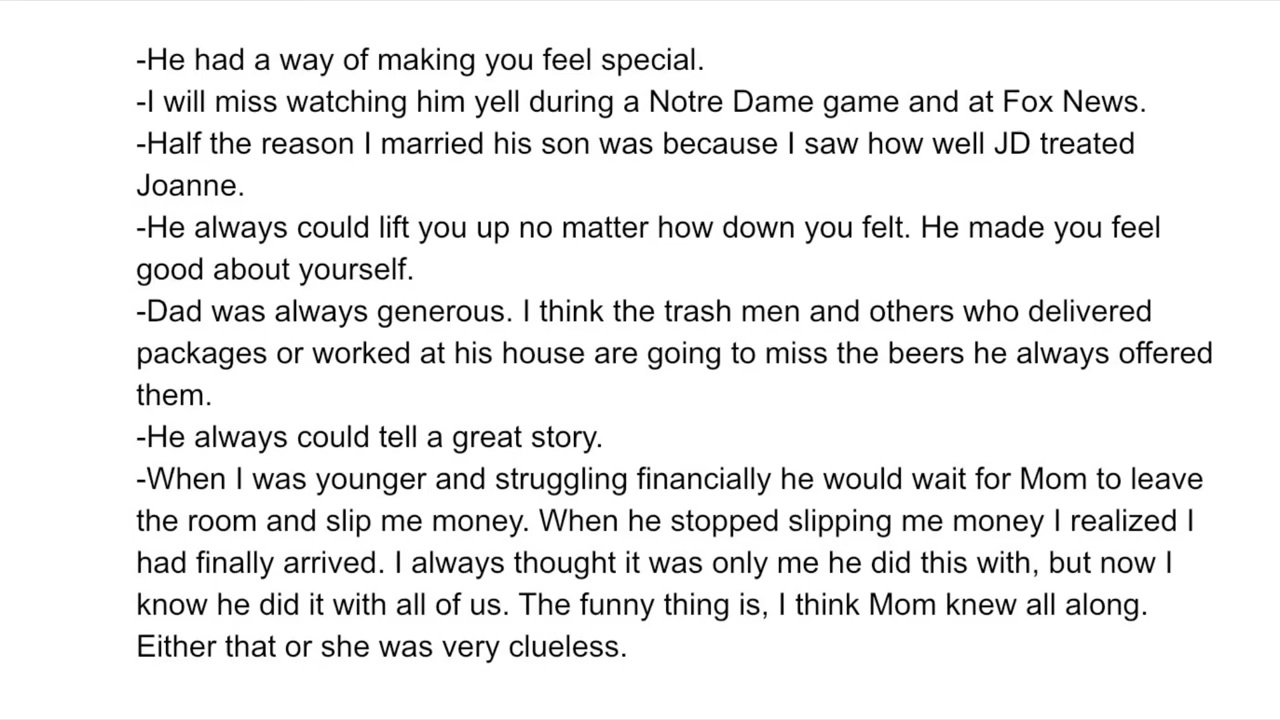 -He had a way of making you feel special.
-I will miss watching him yell during a Notre Dame game and at Fox News.
-Half the reason I married his son was because I saw how well JD treated
Joanne.
-He always could lift you up no matter how down you felt. He made you feel
good about yourself.
-Dad was always generous. I think the trash men and others who delivered
packages or worked at his house are going to miss the beers he always offered
them.
-He always could tell a great story.
-When I was younger and struggling financially he would wait for Mom to leave
the room and slip me money. When he stopped slipping me money I realized I
had finally arrived. I always thought it was only me he did this with, but now I
know he did it with all of us. The funny thing is, I think Mom knew all along.
Either that or she was very clueless.